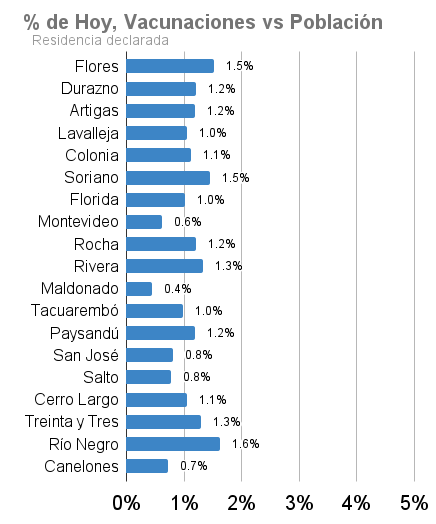 % de Hoy, Vacunaciones vs Población
Residencia declarada
Flores 1.5%
Durazno 1.2%
Artigas 1.2%
Lavalleja 1.0%
Colonia 1.1%
Soriano 1.5%
Florida 1.0%
Montevideo 0.6%
Rocha 1.2%
Rivera 1.3%
Maldonado 0.4%
Tacuarembó 1.0%
Paysandú 1.2%
San José 0.8%
Salto 0.8%
Cerro Largo 1.1%
Treinta y Tres 1.3%
Río Negro 1.6%
Canelones 0.7%
0% 1% 2% 3% 4% 5%